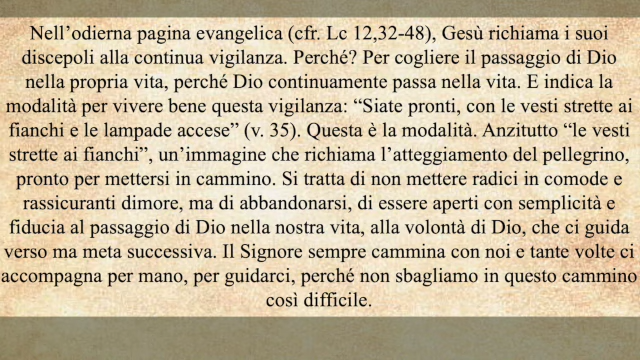 Nell’odierna pagina evangelica (cfr. Lc 12,32-48), Gesù richiama i suoi
discepoli alla continua vigilanza. Perché? Per cogliere il passaggio di Dio
nella propria vita, perché Dio continuamente passa nella vita. E indica la
modalità per vivere bene questa vigilanza: “Siate pronti, con le vesti strette ai
fianchi e le lampade accese” (v. 35). Questa è la modalità. Anzitutto “le vesti
strette ai fianchi”, un’immagine che richiama l’atteggiamento del pellegrino,
pronto per mettersi in cammino. Si tratta di non mettere radici in comode e
rassicuranti dimore, ma di abbandonarsi, di essere aperti con semplicità e
fiducia al passaggio di Dio nella nostra vita, alla volontà di Dio, che ci guida
verso ma meta successiva. Il Signore sempre cammina con noi e tante volte ci
accompagna per mano, per guidarci, perché non sbagliamo in questo cammino
così difficile.